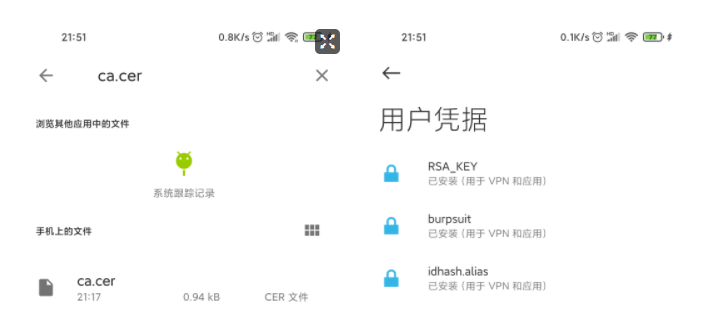 21:51
0.8K/s
ca.cer
浏览其他应用中的文件
系统跟踪记录
手机上的文件
ca.cer
21:17 0.94 kB CER 文件
21:51
0.1K/s 77
用户凭据
RSA_KEY
已安装 (用于 VPN 和应用)
burpsuit
已安装 (用于 VPN 和应用)
idhash.alias
已安装 (用于 VPN 和应用)